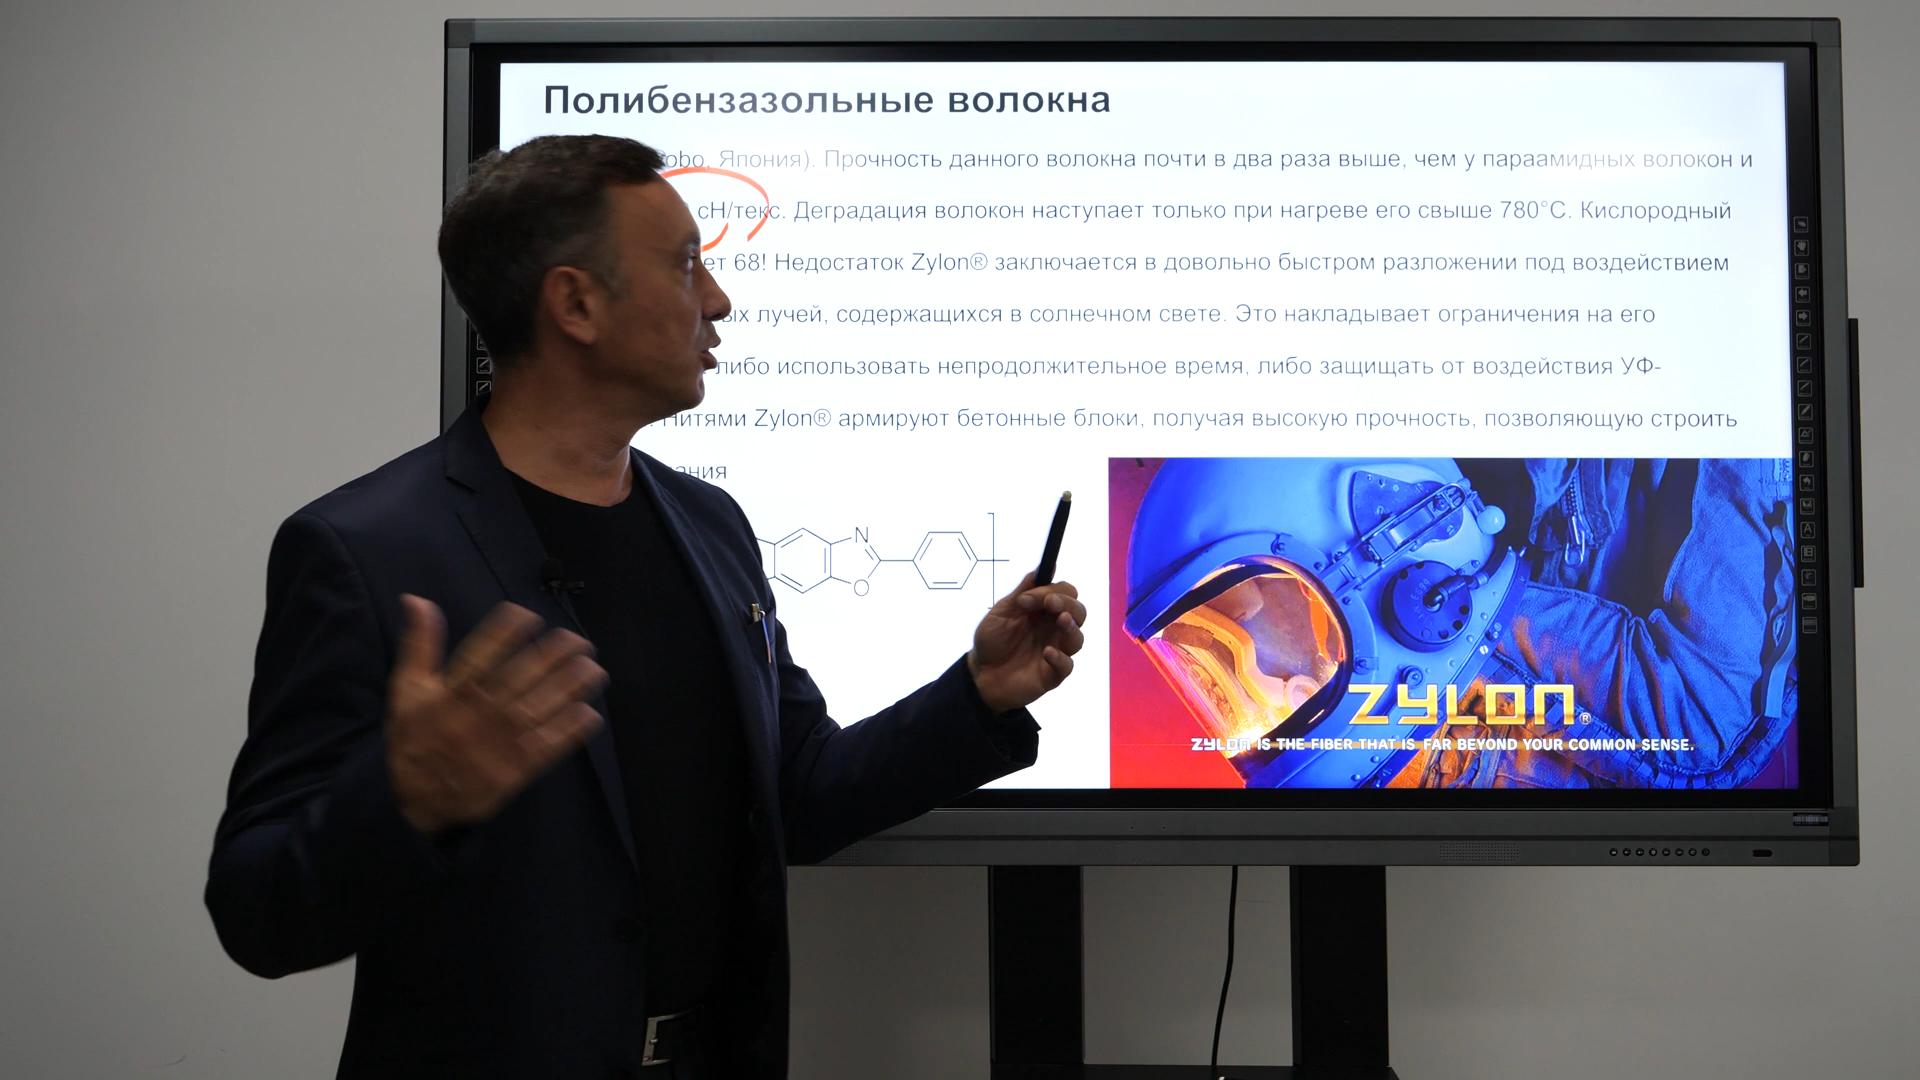 Полибензазольные волокна
obo, Япония). Прочность данного волокна почти в два раза выше, чем у параамидных волокон и
сН/текс. Деградация волокон наступает только при нагреве его свыше 780°С. Кислородный
ет 68! Недостаток Zylon® заключается в довольно быстром разложении под воздействием
ых лучей, содержащихся в солнечном свете. Это накладывает ограничения на его
либо использовать непродолжительное время, либо защищать от воздействия УФ-
Нитями Zylon® армируют бетонные блоки, получая высокую прочность, позволяющую строить
ания
N
O
ZYLON®
ZYLON IS THE FIBER THAT IS FAR BEYOND YOUR COMMON SENSE.